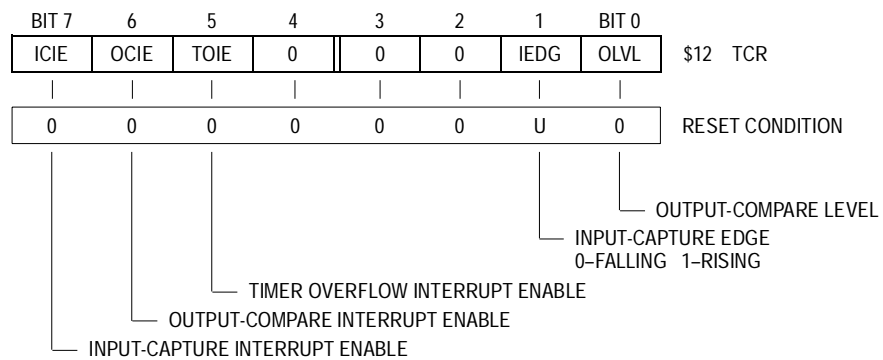 BIT 7 6 5 4 3 2 1 BIT 0
ICIE OCIE TOIE 0 0 0 IEDG OLVL $12 TCR
0 0 0 0 0 0 U 0 RESET CONDITION
OUTPUT-COMPARE LEVEL
INPUT-CAPTURE EDGE
0–FALLING 1–RISING
TIMER OVERFLOW INTERRUPT ENABLE
OUTPUT-COMPARE INTERRUPT ENABLE
INPUT-CAPTURE INTERRUPT ENABLE